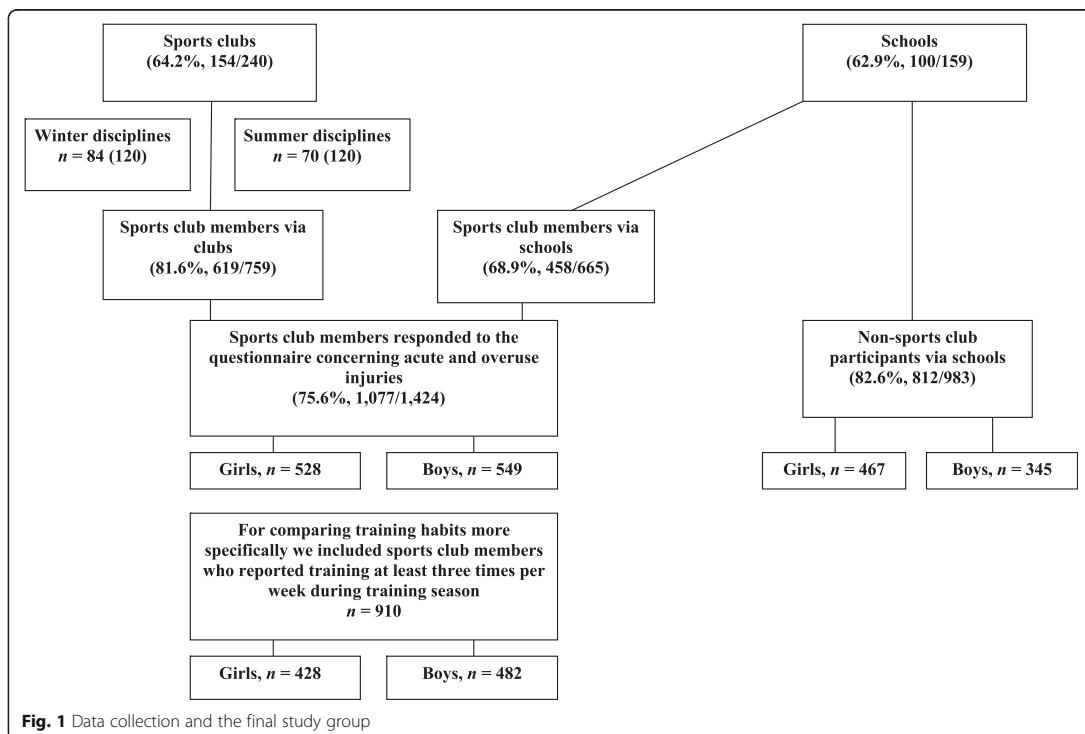 Sports clubs
(64.2%, 154/240)
Schools
(62.9%, 100/159)
Winter disciplines
n = 84 (120)
Summer disciplines
n = 70 (120)
Sports club members via
clubs
(81.6%, 619/759)
Sports club members via
schools
(68.9%, 458/665)
Sports club members responded to the
questionnaire concerning acute and overuse
injuries
(75.6%, 1,077/1,424)
Non-sports club
participants via schools
(82.6%, 812/983)
Girls, n = 528
Boys, n = 549
Girls, n = 467
Boys, n = 345
For comparing training habits more
specifically we included sports club members
who reported training at least three times per
week during training season
n = 910
Girls, n = 428
Boys, n = 482
Fig. 1 Data collection and the final study group